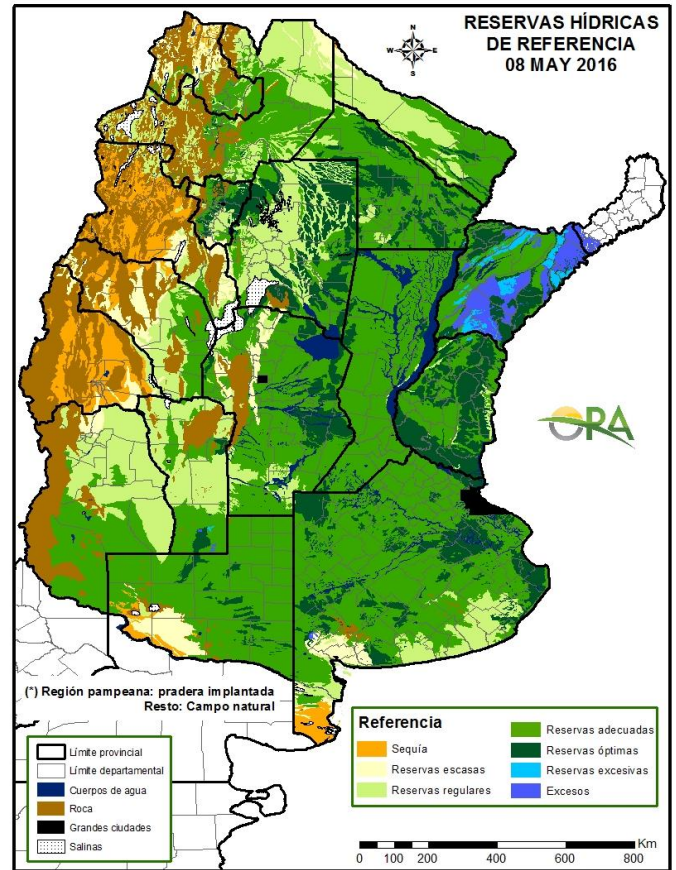 RESERVAS HÍDRICAS
DE REFERENCIA
08 MAY 2016
N
W
E
S
ORA
(*) Región pampeana: pradera implantada
Resto: Campo natural
Límite provincial
Límite departamental
Cuerpos de agua
Roca
Grandes ciudades
Salinas
Referencia
Sequía
Reservas escasas
Reservas regulares
Reservas adecuadas
Reservas óptimas
Reservas excesivas
Excesos
Km
0 100 200 400 600 800